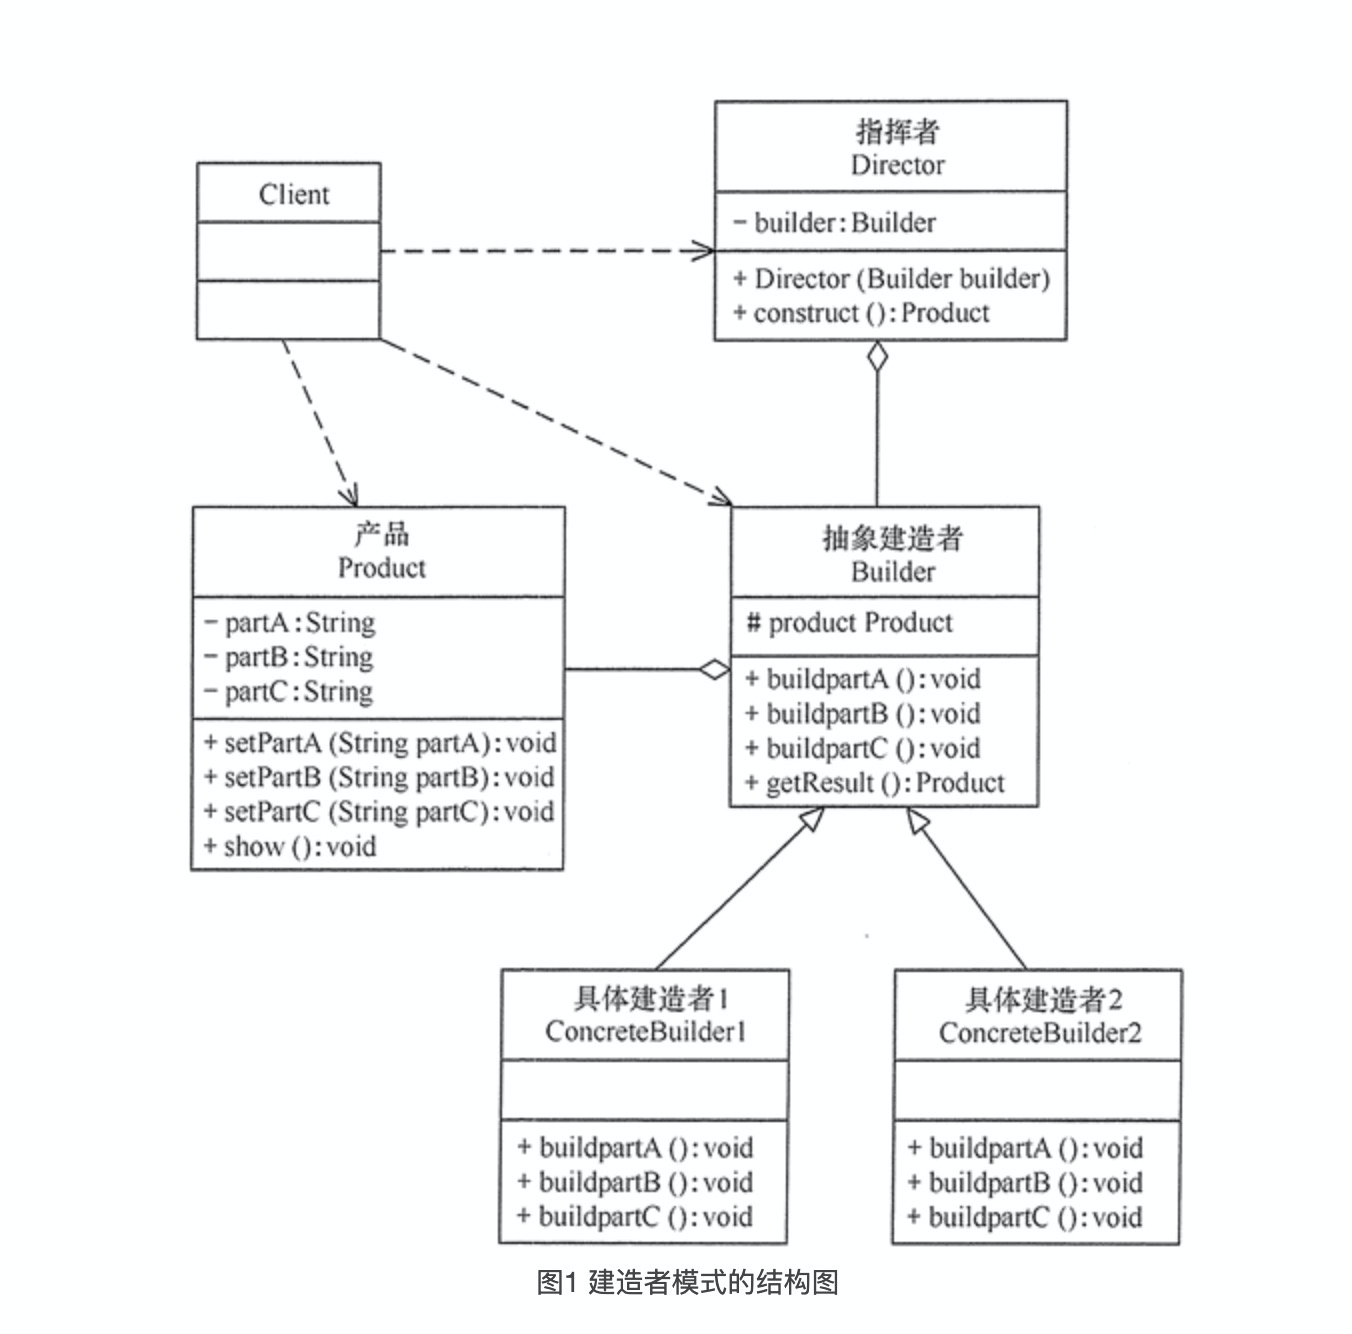 指挥者
Director
- builder:Builder
+ Director (Builder builder)
+ construct ():Product
Client
产品
Product
- partA:String
- partB:String
- partC:String
+ setPartA (String partA):void
+ setPartB (String partB):void
+ setPartC (String partC):void
+ show ():void
抽象建造者
Builder
# product Product
+ buildpartA ():void
+ buildpartB ():void
+ buildpartC ():void
+ getResult ():Product
具体建造者1
ConcreteBuilder1
+ buildpartA ():void
+ buildpartB ():void
+ buildpartC ():void
具体建造者2
ConcreteBuilder2
+ buildpartA ():void
+ buildpartB ():void
+ buildpartC ():void
图1 建造者模式的结构图